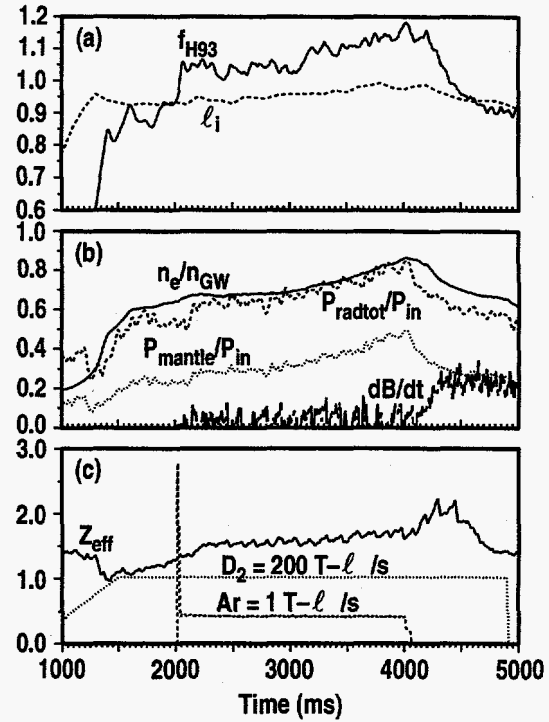 1.2
(a)
f_H93
1.1
1.0
0.9
ℓ_i
0.8
0.7
0.6
1.0
(b)
n_e/n_GW
0.8
0.6
P_radtot/P_in
0.4
P_mantle/P_in
0.2
dB/dt
0.0
3.0
(c)
2.0
Z_eff
D_2 = 200 T-ℓ /s
1.0
Ar = 1 T-ℓ /s
0.0
1000 2000 3000 4000 5000
Time (ms)